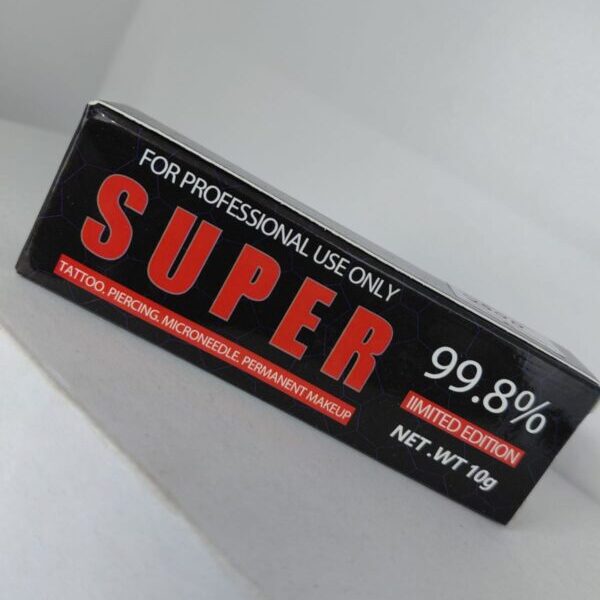 FOR PROFESSIONAL USE ONLY
SUPER
TATTOO. PIERCING. MICRONEEDLE. PERMANENT MAKEUP
99.8%
IIMITED EDITION
NET .WT 10g